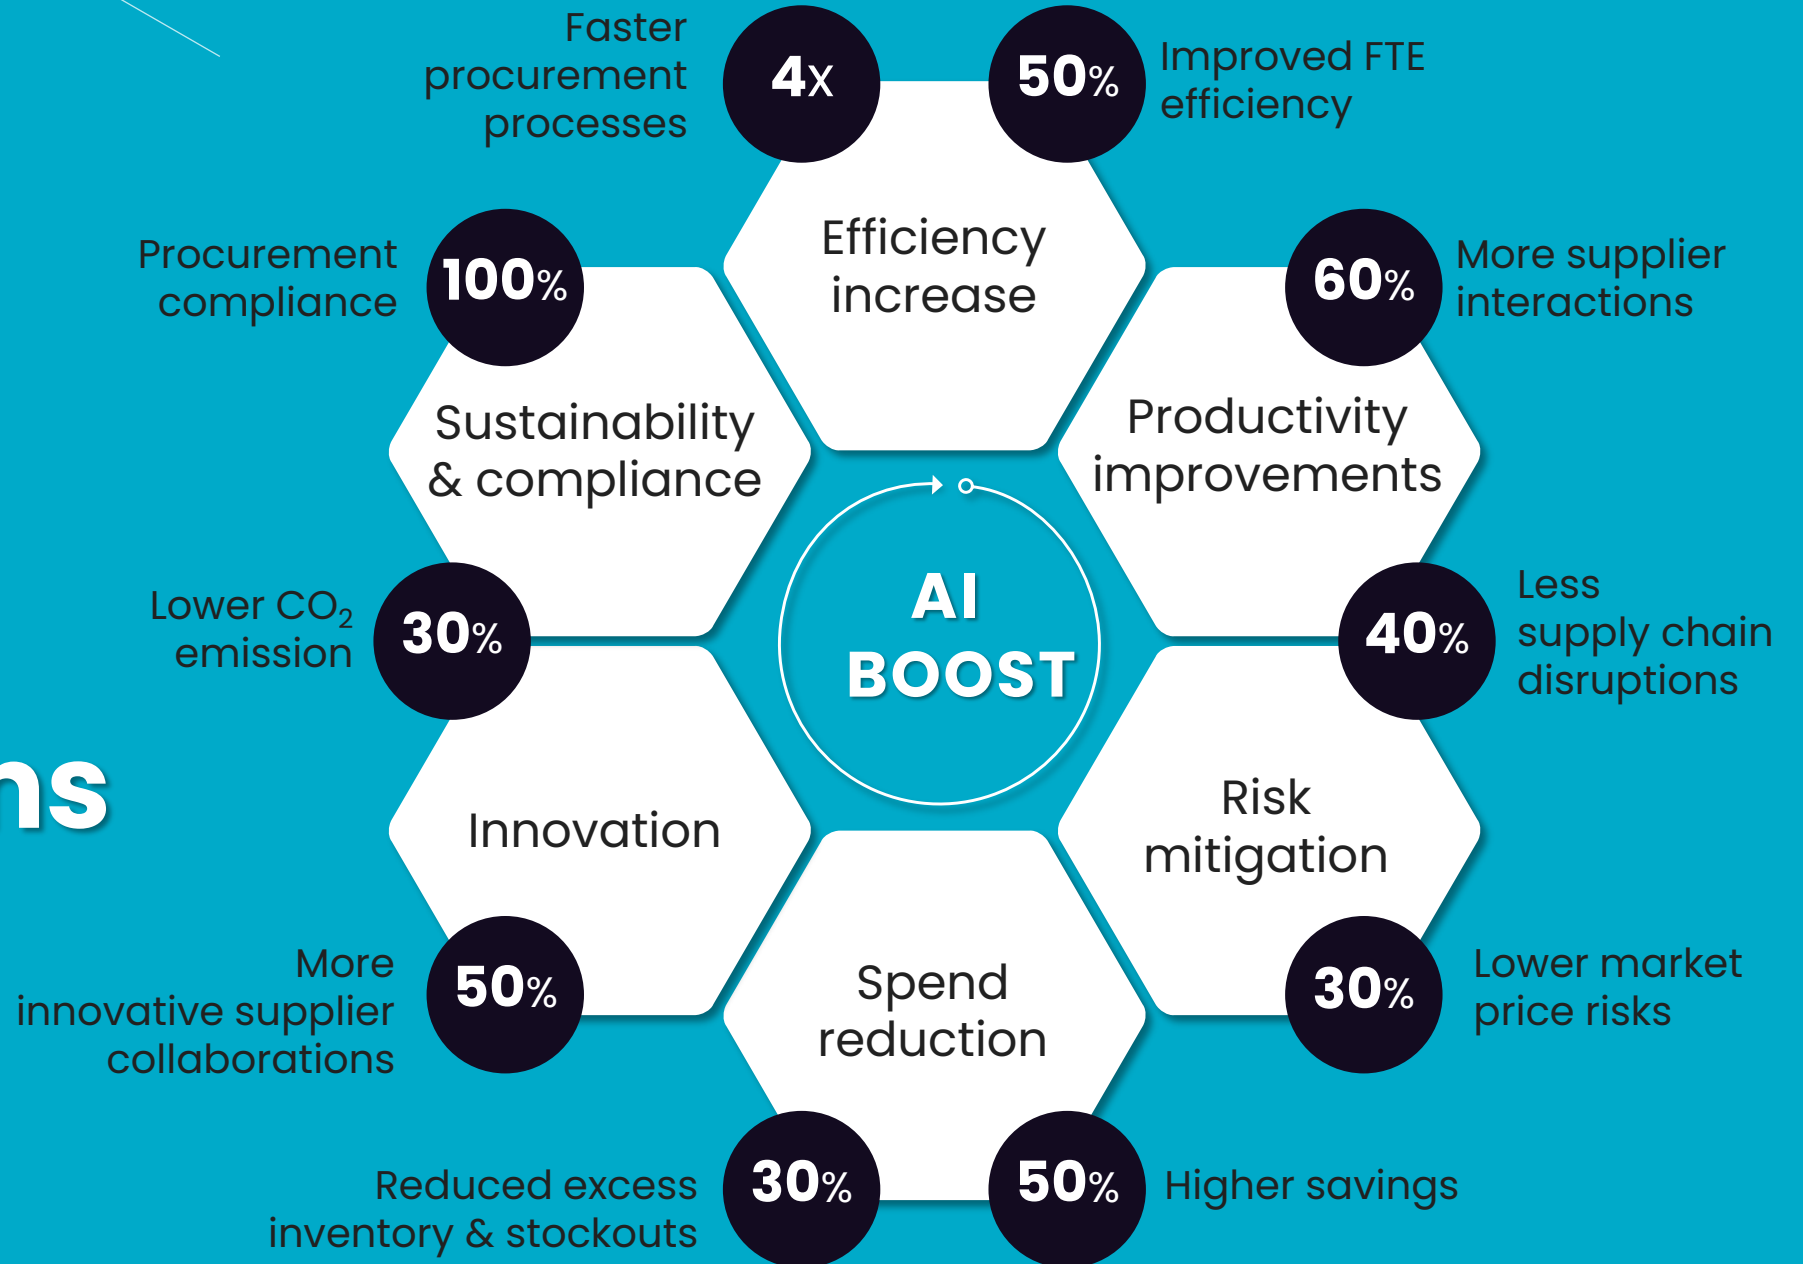 Faster
procurement
processes
4X
50%
Improved FTE
efficiency
Efficiency
increase
Procurement
compliance
100%
60%
More supplier
interactions
Sustainability
& compliance
Productivity
improvements
AI
BOOST
Lower CO₂
emission
30%
40%
Less
supply chain
disruptions
ns
Innovation
Risk
mitigation
More
innovative supplier
collaborations
50%
Spend
reduction
30%
Lower market
price risks
Reduced excess
inventory & stockouts
30%
50%
Higher savings